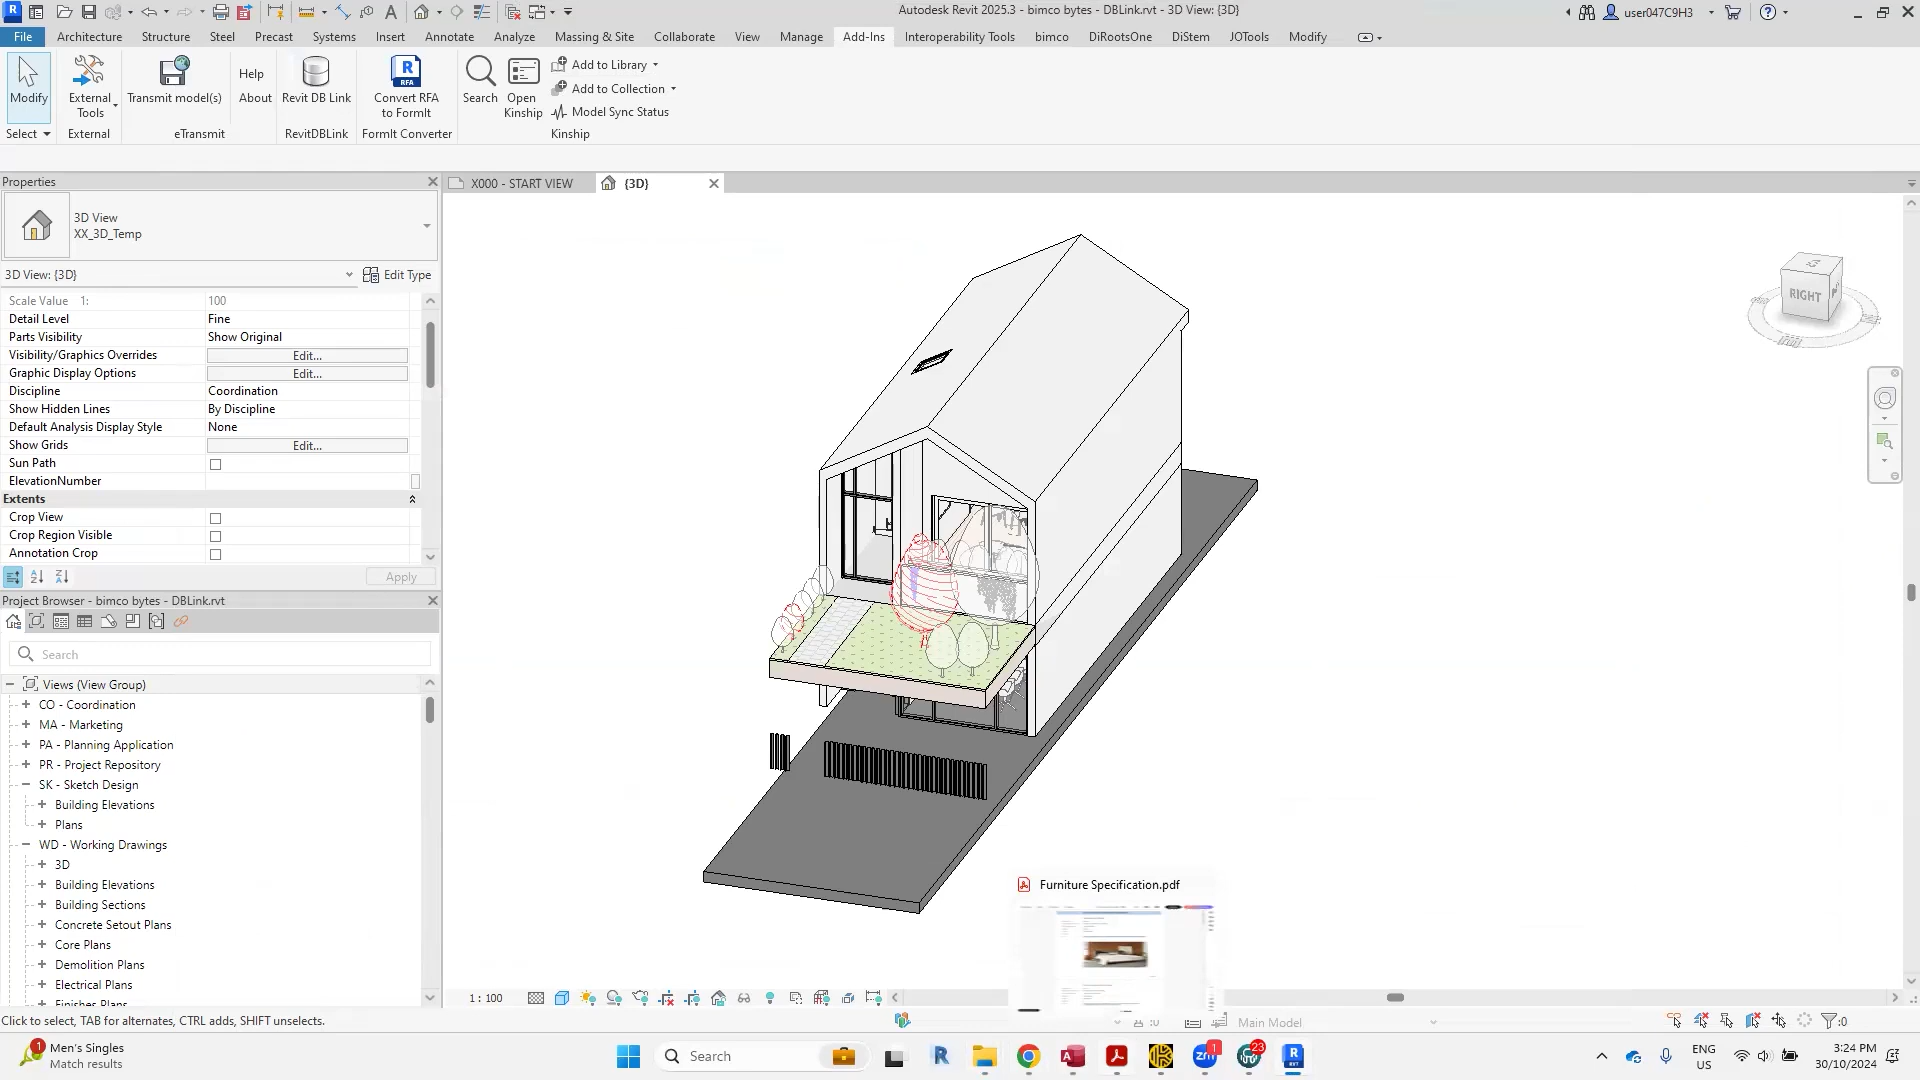 Autodesk Revit 2025.3 - bimco bytes - DBLink.rvt - 3D View: {3D}
user047C9H3
File Architecture Structure Steel Precast Systems Insert Annotate Analyze Massing & Site Collaborate View Manage Add-Ins Interoperability Tools bimco DiRootsOne DiStem JOTools Modify
Modify
External Tools
Transmit model(s)
Help
About
Revit DB Link
Convert RFA to FormIt
Search
Open Kinship
Add to Library
Add to Collection
Model Sync Status
Select External eTransmit RevitDBLink FormIt Converter Kinship
Properties
X000 - START VIEW
{3D}
3D View
XX_3D_Temp
3D View: {3D}
Edit Type
Scale Value 1: 100
Detail Level Fine
Parts Visibility Show Original
Visibility/Graphics Overrides Edit...
Graphic Display Options Edit...
Discipline Coordination
Show Hidden Lines By Discipline
Default Analysis Display Style None
Show Grids Edit...
Sun Path
ElevationNumber
Extents
Crop View
Crop Region Visible
Annotation Crop
Apply
RIGHT
Project Browser - bimco bytes - DBLink.rvt
Search
Views (View Group)
CO - Coordination
MA - Marketing
PA - Planning Application
PR - Project Repository
SK - Sketch Design
Building Elevations
Plans
WD - Working Drawings
3D
Building Elevations
Building Sections
Concrete Setout Plans
Core Plans
Demolition Plans
Electrical Plans
Finishes Plans
Furniture Specification.pdf
1 : 100
Click to select, TAB for alternates, CTRL adds, SHIFT unselects.
:0
Main Model
:0
Men's Singles
Match results
1
Search
1
23
ENG
US
3:24 PM
30/10/2024